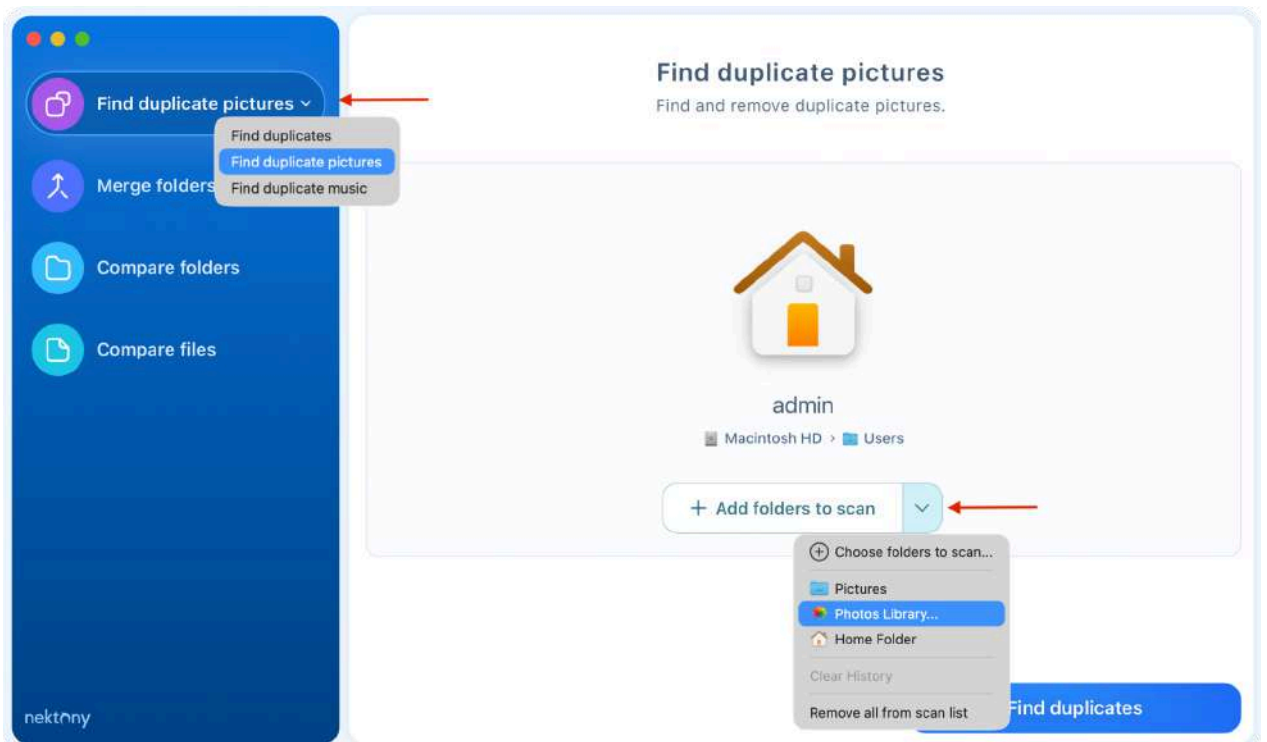 Find duplicate pictures
Find duplicates
Find duplicate pictures
Find duplicate music
Merge folders
Compare folders
Compare files
nektony
Find duplicate pictures
Find and remove duplicate pictures.
admin
Macintosh HD › Users
+ Add folders to scan
Choose folders to scan...
Pictures
Photos Library...
Home Folder
Clear History
Remove all from scan list
Find duplicates